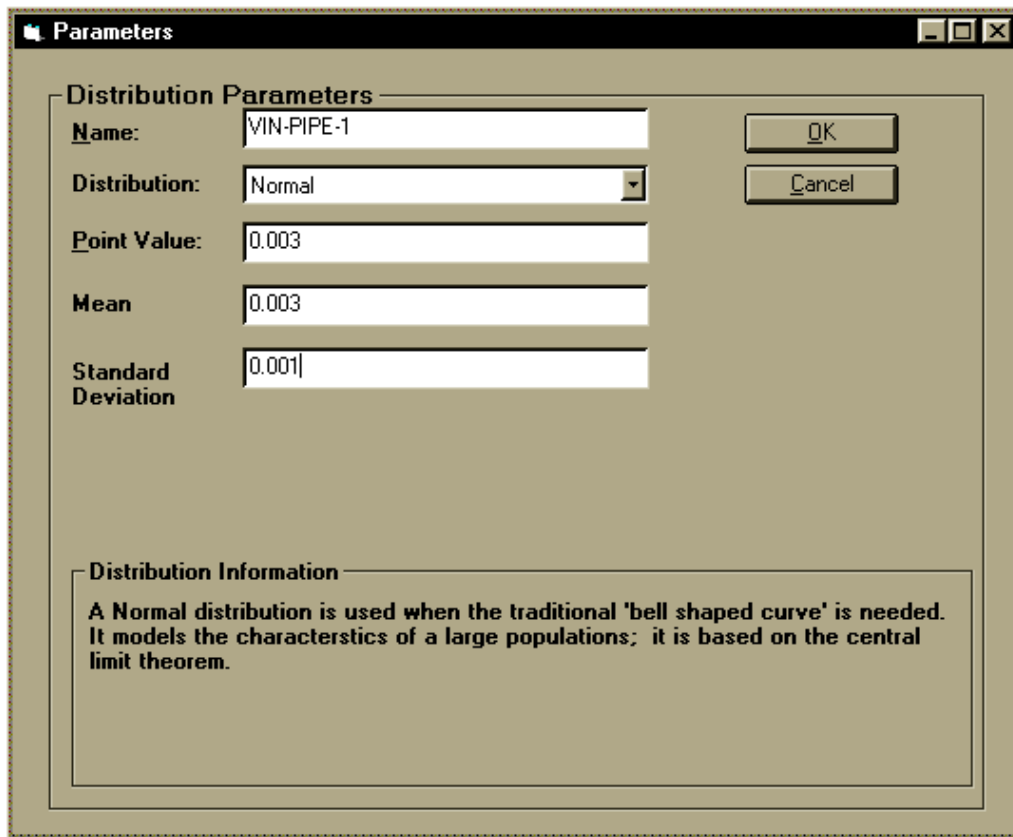 Parameters
Distribution Parameters
Name:
VIN-PIPE-1
OK
Distribution:
Normal
Cancel
Point Value:
0.003
Mean
0.003
Standard
Deviation
0.001
Distribution Information
A Normal distribution is used when the traditional 'bell shaped curve' is needed.
It models the characterstics of a large populations; it is based on the central
limit theorem.